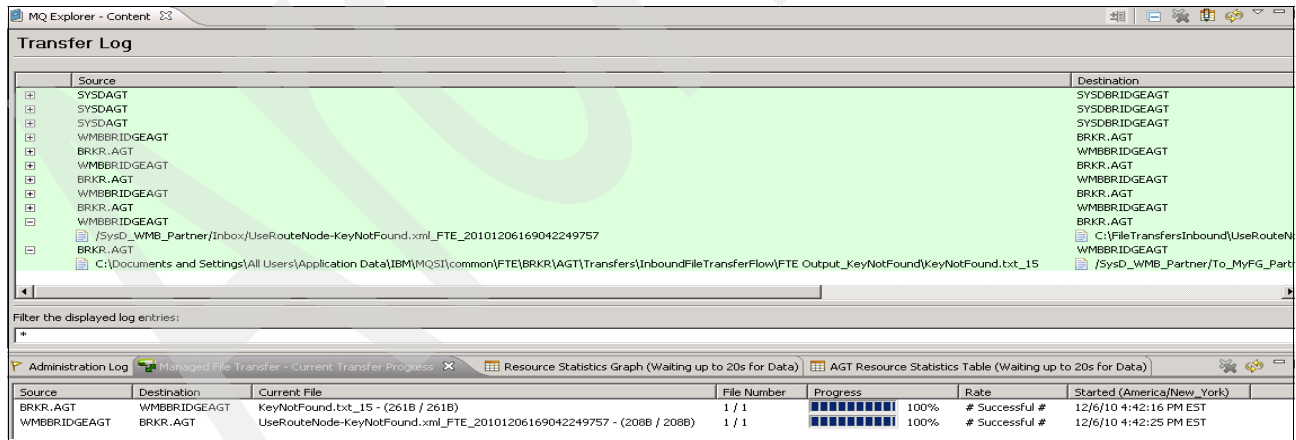 MQ Explorer - Content
Transfer Log
Source Destination
SYSDAGT SYSDBRIDGEAGT
SYSDAGT SYSDBRIDGEAGT
SYSDAGT SYSDBRIDGEAGT
WMBBRIDGEAGT BRKR.AGT
BRKR.AGT WMBBRIDGEAGT
WMBBRIDGEAGT BRKR.AGT
BRKR.AGT WMBBRIDGEAGT
WMBBRIDGEAGT BRKR.AGT
BRKR.AGT WMBBRIDGEAGT
WMBBRIDGEAGT BRKR.AGT
/SysD_WMB_Partner/Inbox/UseRouteNode-KeyNotFound.xml_FTE_20101206169042249757 C:\FileTransfersInbound\UseRouteN
BRKR.AGT WMBBRIDGEAGT
C:\Documents and Settings\All Users\Application Data\IBM\MQSI\common\FTE\BRKR\AGT\Transfers\InboundFileTransferFlow\FTE Output_KeyNotFound\KeyNotFound.txt_15 /SysD_WMB_Partner/To_MyFG_Part
Filter the displayed log entries:
*
Administration Log Managed File Transfer - Current Transfer Progress Resource Statistics Graph (Waiting up to 20s for Data) AGT Resource Statistics Table (Waiting up to 20s for Data)
Source Destination Current File File Number Progress Rate Started (America/New_York)
BRKR.AGT WMBBRIDGEAGT KeyNotFound.txt_15 - (261B / 261B) 1 / 1 100% # Successful # 12/6/10 4:42:16 PM EST
WMBBRIDGEAGT BRKR.AGT UseRouteNode-KeyNotFound.xml_FTE_20101206169042249757 - (208B / 208B) 1 / 1 100% # Successful # 12/6/10 4:42:25 PM EST